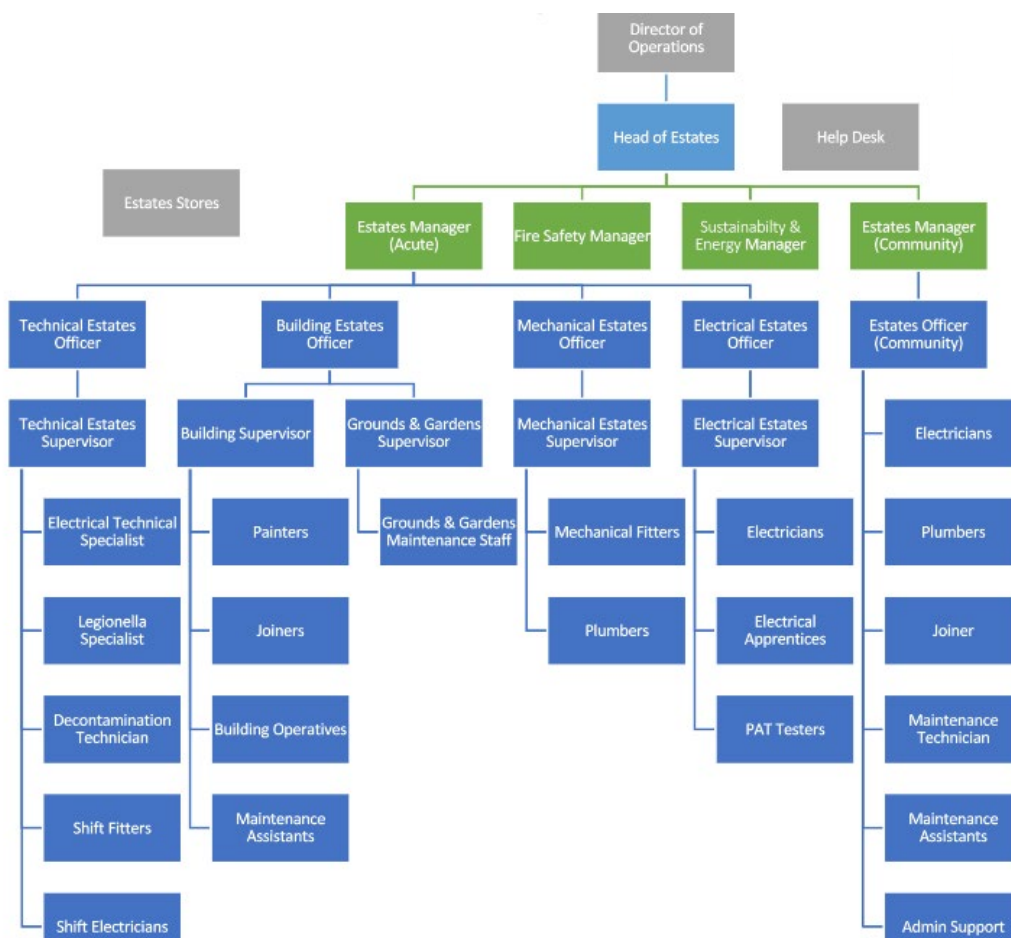 Director of
Operations
Head of Estates
Help Desk
Estates Stores
Estates Manager
(Acute)
Fire Safety Manager
Sustainabilty &
Energy Manager
Estates Manager
(Community)
Technical Estates
Officer
Building Estates
Officer
Mechanical Estates
Officer
Electrical Estates
Officer
Estates Officer
(Community)
Technical Estates
Supervisor
Building Supervisor
Grounds & Gardens
Supervisor
Mechanical Estates
Supervisor
Electrical Estates
Supervisor
Electricians
Electrical Technical
Specialist
Painters
Grounds & Gardens
Maintenance Staff
Mechanical Fitters
Electricians
Plumbers
Legionella
Specialist
Joiners
Plumbers
Electrical
Apprentices
Joiner
Decontamination
Technician
Building Operatives
PAT Testers
Maintenance
Technician
Shift Fitters
Maintenance
Assistants
Maintenance
Assistants
Shift Electricians
Admin Support